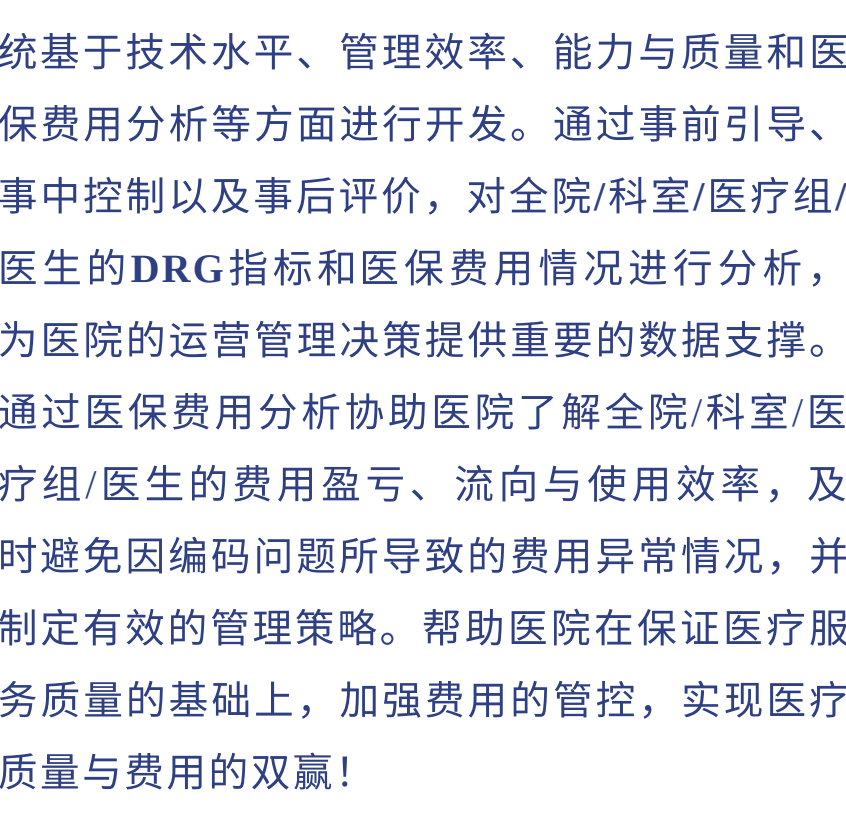 统基于技术水平、管理效率、能力与质量和医
保费用分析等方面进行开发。通过事前引导、
事中控制以及事后评价，对全院/科室/医疗组/
医生的DRG指标和医保费用情况进行分析，
为医院的运营管理决策提供重要的数据支撑。
通过医保费用分析协助医院了解全院/科室/医
疗组/医生的费用盈亏、流向与使用效率，及
时避免因编码问题所导致的费用异常情况，并
制定有效的管理策略。帮助医院在保证医疗服
务质量的基础上，加强费用的管控，实现医疗
质量与费用的双赢！